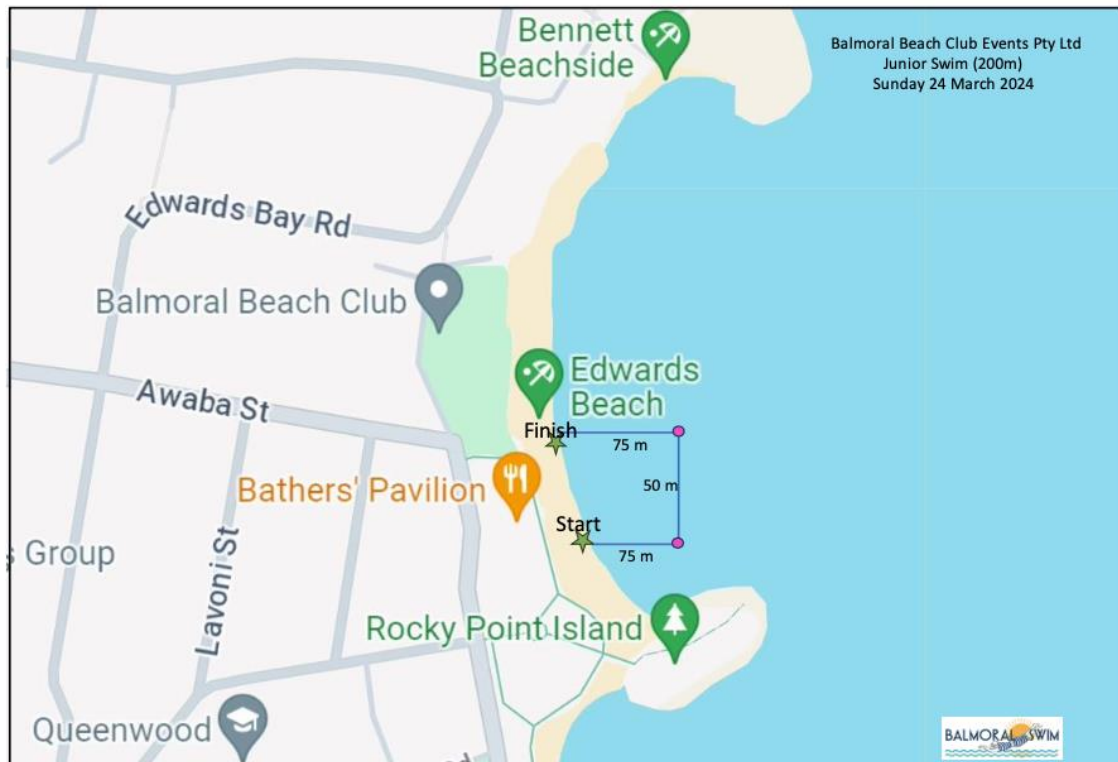 Bennett
Beachside
Balmoral Beach Club Events Pty Ltd
Junior Swim (200m)
Sunday 24 March 2024
Edwards Bay Rd
Balmoral Beach Club
Edwards
Beach
Awaba St
Finish
75 m
50 m
Bathers' Pavilion
Start
75 m
s Group
Lavoni St
Rocky Point Island
Queenwood
BALMORAL SWIM